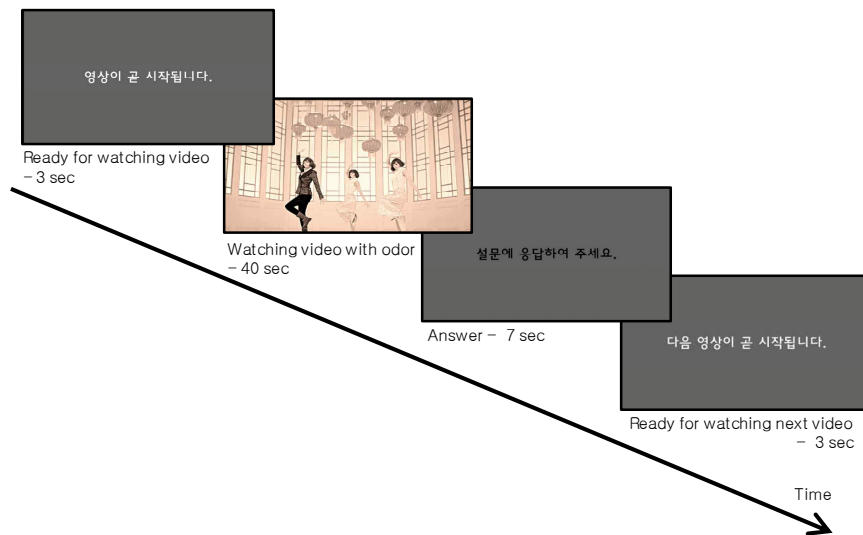 영상이 곧 시작됩니다.
Ready for watching video
– 3 sec
Watching video with odor
– 40 sec
설문에 응답하여 주세요.
Answer – 7 sec
다음 영상이 곧 시작됩니다.
Ready for watching next video
– 3 sec
Time